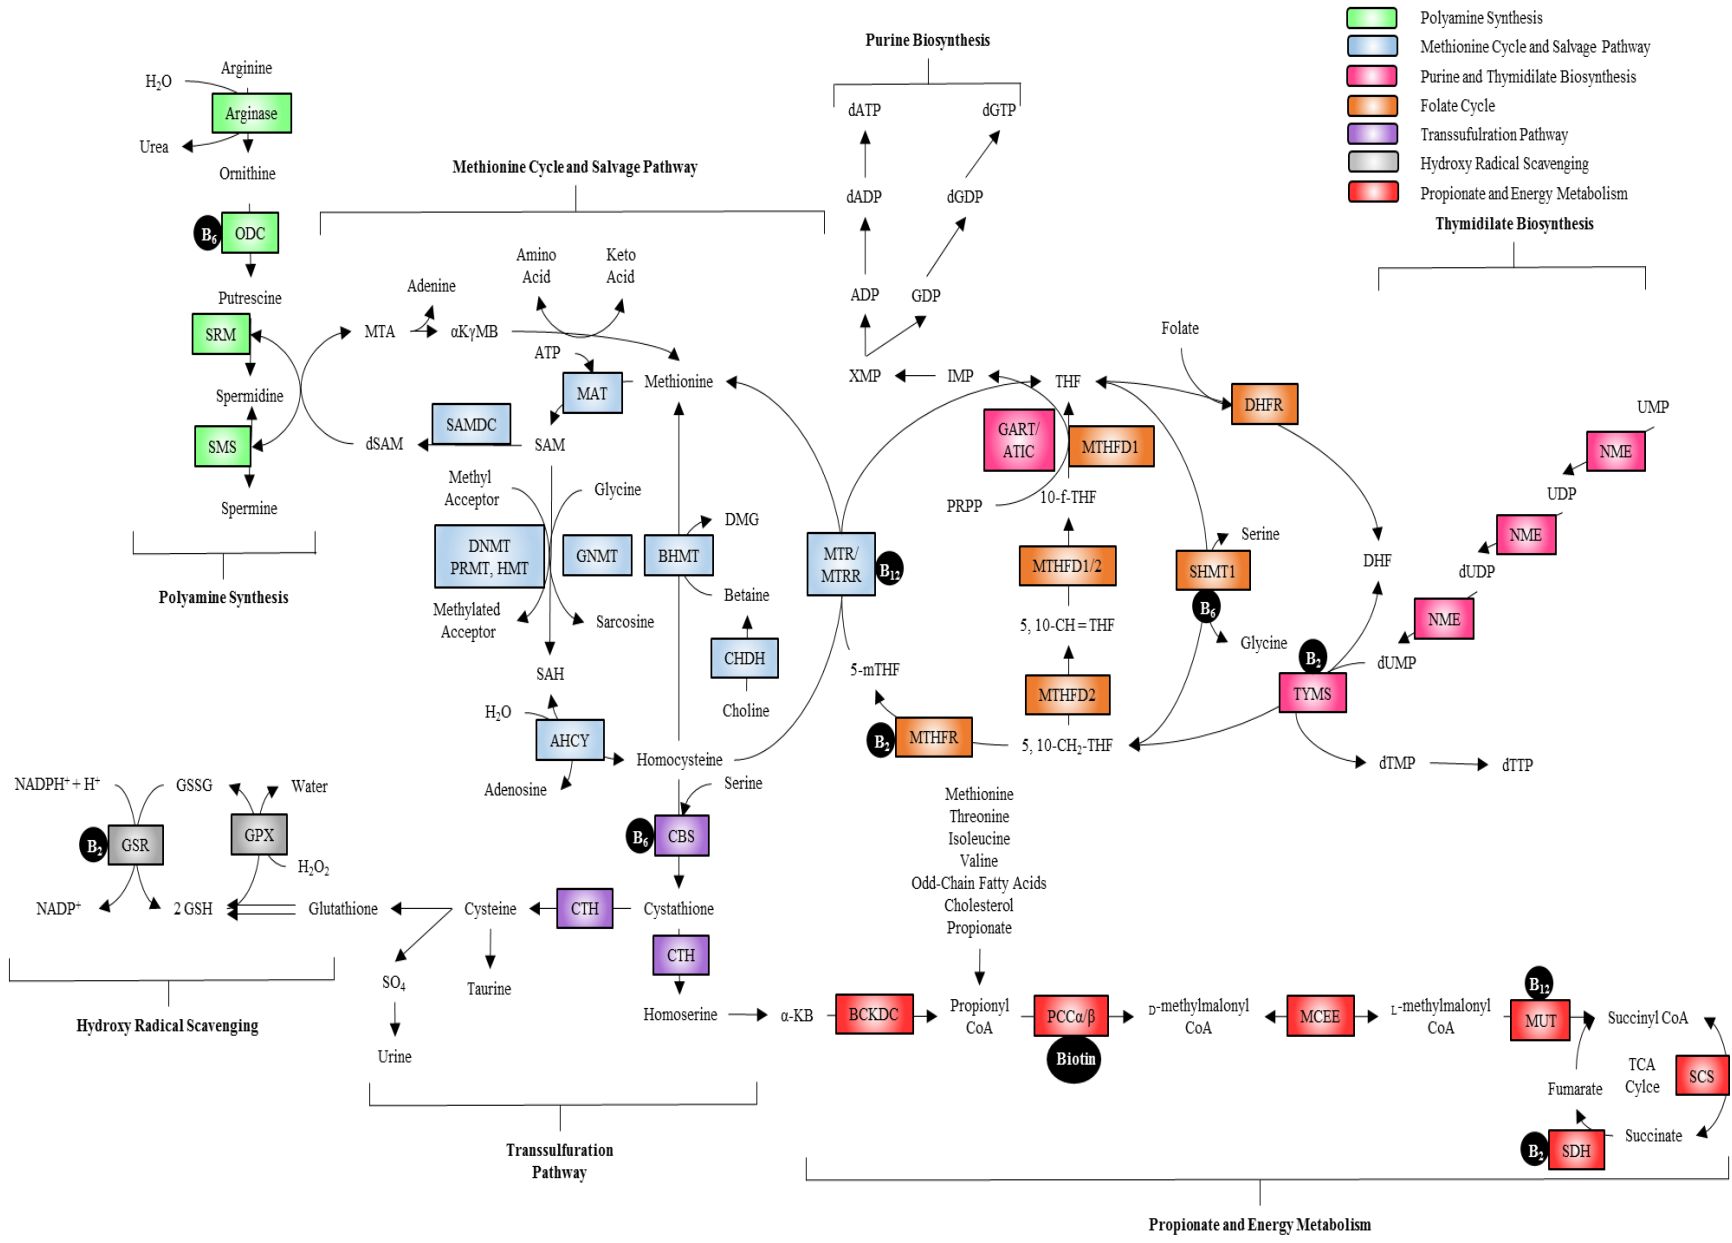 Polyamine Synthesis
Methionine Cycle and Salvage Pathway
Purine and Thymidilate Biosynthesis
Folate Cycle
Transsufulration Pathway
Hydroxy Radical Scavenging
Propionate and Energy Metabolism
Purine Biosynthesis
dATP
dGTP
dADP
dGDP
ADP
GDP
XMP
IMP
Thymidilate Biosynthesis
Arginine
H₂O
Arginase
Urea
Ornithine
B₆
ODC
Putrescine
SRM
Spermidine
SMS
Spermine
Polyamine Synthesis
Methionine Cycle and Salvage Pathway
Amino
Acid
Keto
Acid
Adenine
MTA
αKγMB
ATP
MAT
Methionine
SAMDC
dSAM
SAM
Methyl
Acceptor
Glycine
DNMT
PRMT, HMT
GNMT
Methylated
Acceptor
Sarcosine
SAH
H₂O
AHCY
Adenosine
Homocysteine
BHMT
DMG
Betaine
CHDH
Choline
MTR/
MTRR
B₁₂
5-mTHF
B₂
MTHFR
THF
GART/
ATIC
MTHFD1
PRPP
10-f-THF
MTHFD1/2
5, 10-CH=THF
MTHFD2
5, 10-CH₂-THF
Folate
DHFR
Serine
SHMT1
B₆
Glycine
DHF
UMP
NME
UDP
NME
dUDP
NME
dUMP
B₂
TYMS
dTMP
dTTP
NADPH⁺ + H⁺
GSSG
Water
B₂
GSR
GPX
H₂O₂
NADP⁺
2 GSH
Glutathione
Hydroxy Radical Scavenging
Serine
B₆
CBS
Cysteine
CTH
Cystathione
CTH
SO₄
Taurine
Urine
Homoserine
Transsulfuration
Pathway
Methionine
Threonine
Isoleucine
Valine
Odd-Chain Fatty Acids
Cholesterol
Propionate
α-KB
BCKDC
Propionyl
CoA
PCCα/β
Biotin
D-methylmalonyl
CoA
MCEE
L-methylmalonyl
CoA
B₁₂
MUT
Succinyl CoA
TCA
Cylce
SCS
Fumarate
Succinate
B₂
SDH
Propionate and Energy Metabolism